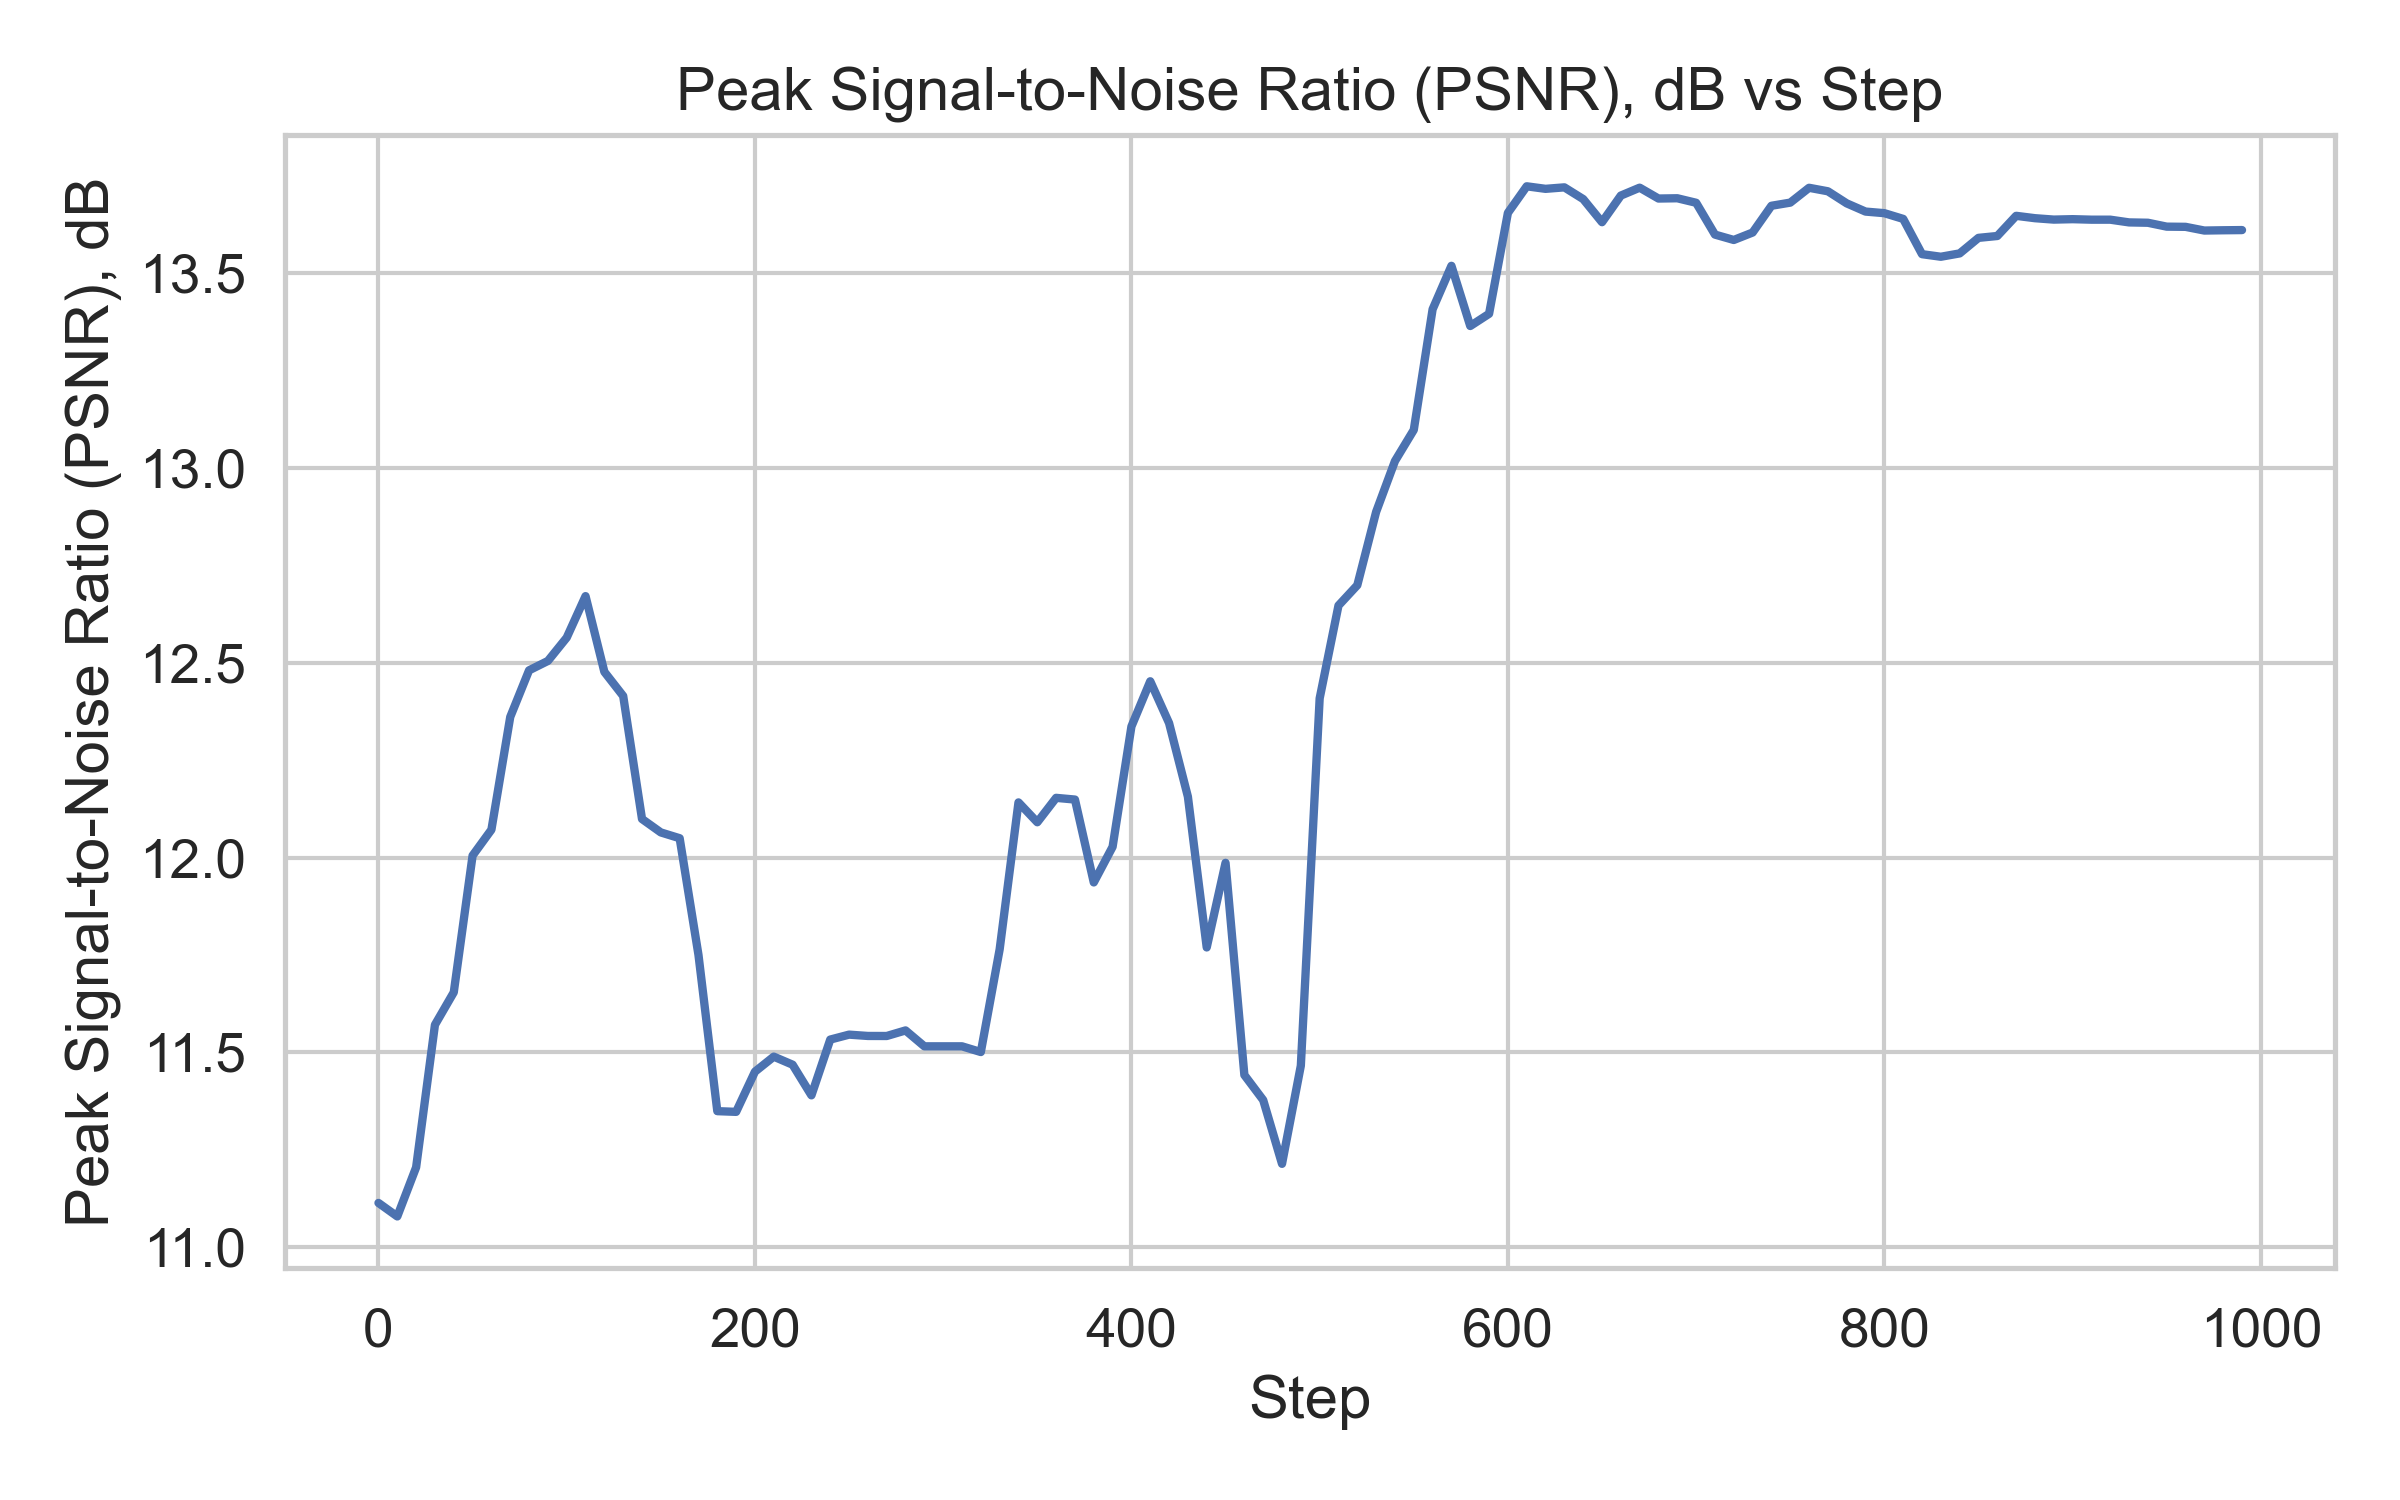 Peak Signal-to-Noise Ratio (PSNR), dB vs Step
Peak Signal-to-Noise Ratio (PSNR), dB
13.5
13.0
12.5
12.0
11.5
11.0
0 200 400 600 800 1000
Step